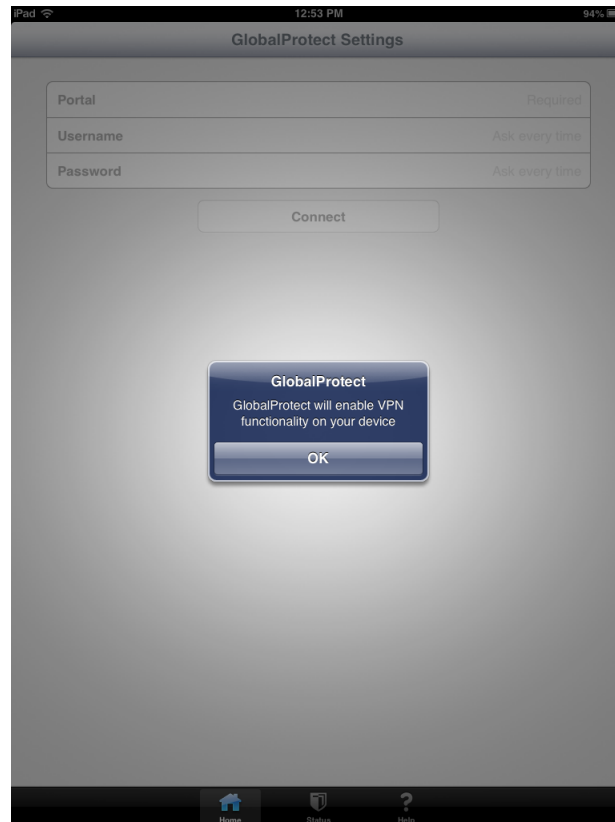 iPad 12:53 PM 94%
GlobalProtect Settings
Portal Required
Username Ask every time
Password Ask every time
Connect
GlobalProtect
GlobalProtect will enable VPN
functionality on your device
OK
Home Status Help